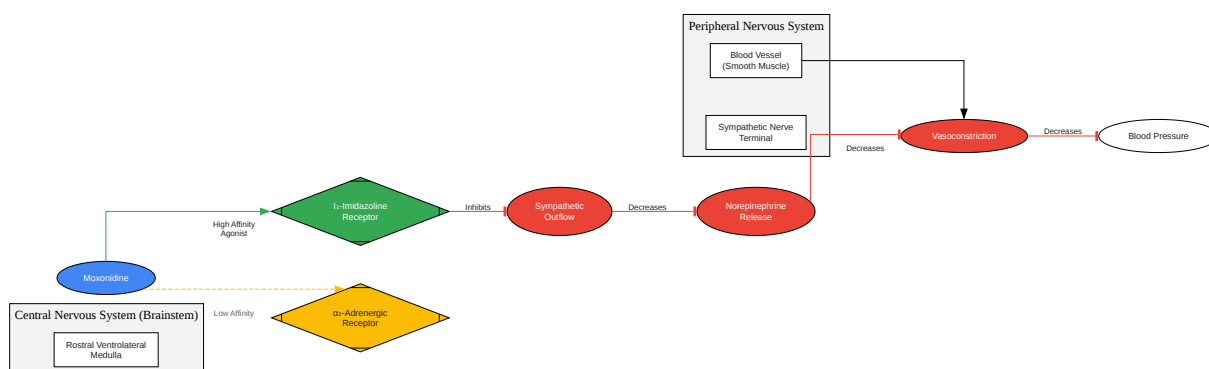 Peripheral Nervous System
Blood Vessel
(Smooth Muscle)
Sympathetic Nerve
Terminal
Vasoconstriction
Decreases
Blood Pressure
Decreases
I₁-Imidazoline
Receptor
Inhibits
Sympathetic
Outflow
Decreases
Norepinephrine
Release
High Affinity
Agonist
Moxonidine
Low Affinity
α₂-Adrenergic
Receptor
Central Nervous System (Brainstem)
Rostral Ventrolateral
Medulla